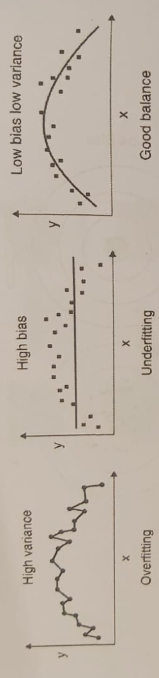 High variance
y
x
Overfitting
High bias
y
x
Underfitting
Low bias low variance
y
x
Good balance